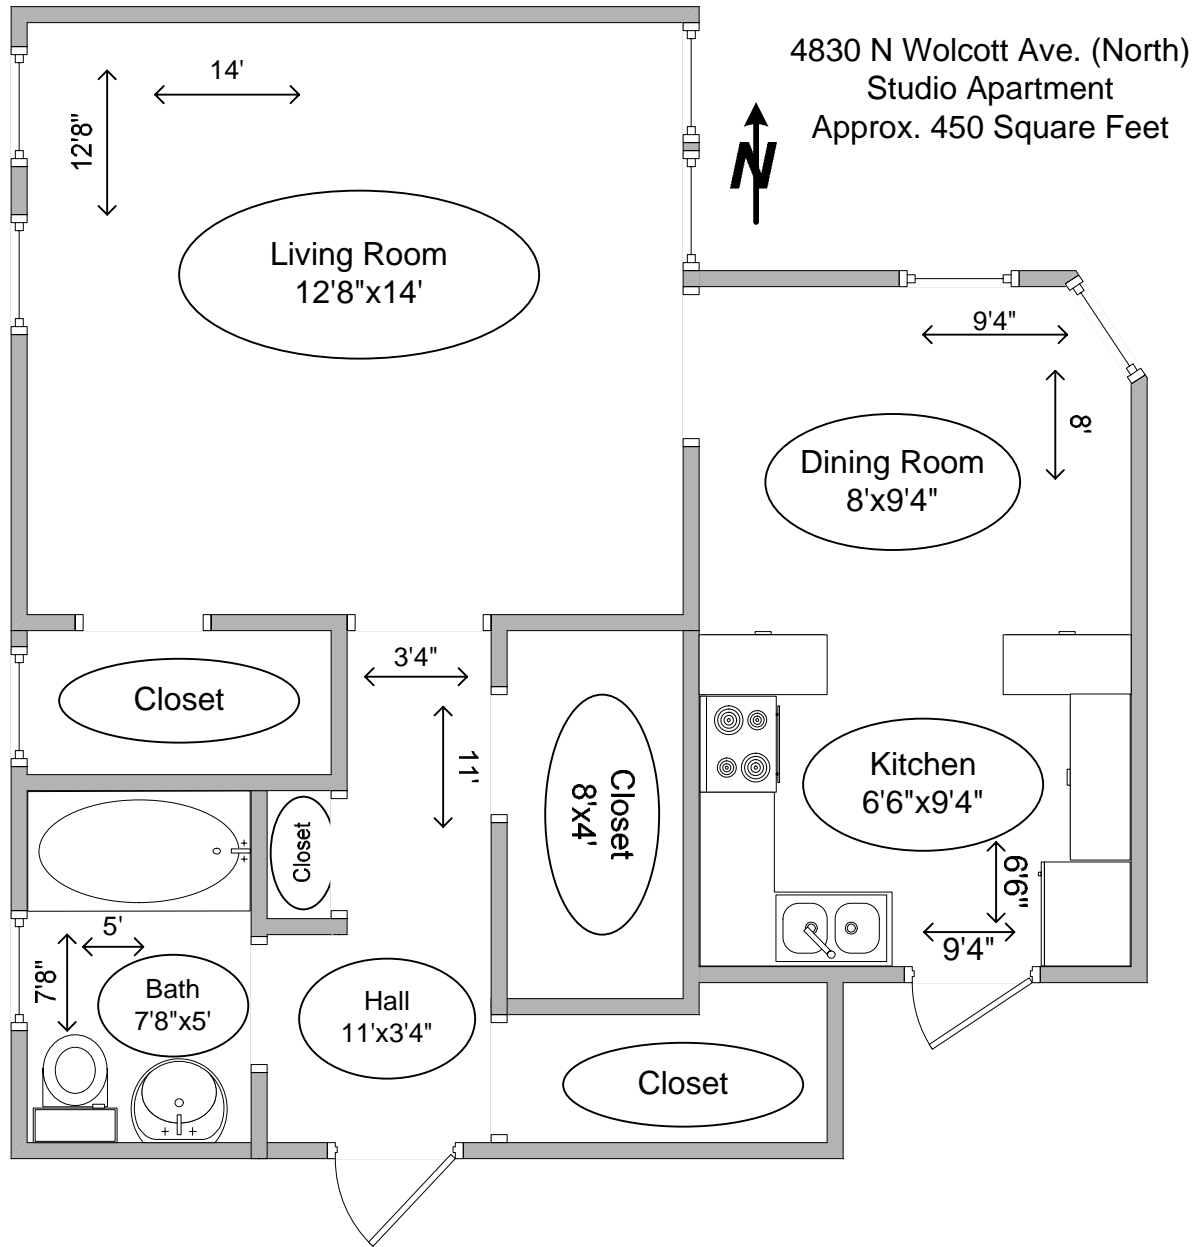 4830 N Wolcott Ave. (North)
Studio Apartment
Approx. 450 Square Feet
N
14'
12'8"
Living Room
12'8"x14'
9'4"
8'
Dining Room
8'x9'4"
3'4"
11'
Closet
Closet
8'x4'
Kitchen
6'6"x9'4"
6'6"
9'4"
Closet
5'
7'8"
Bath
7'8"x5'
Hall
11'x3'4"
Closet